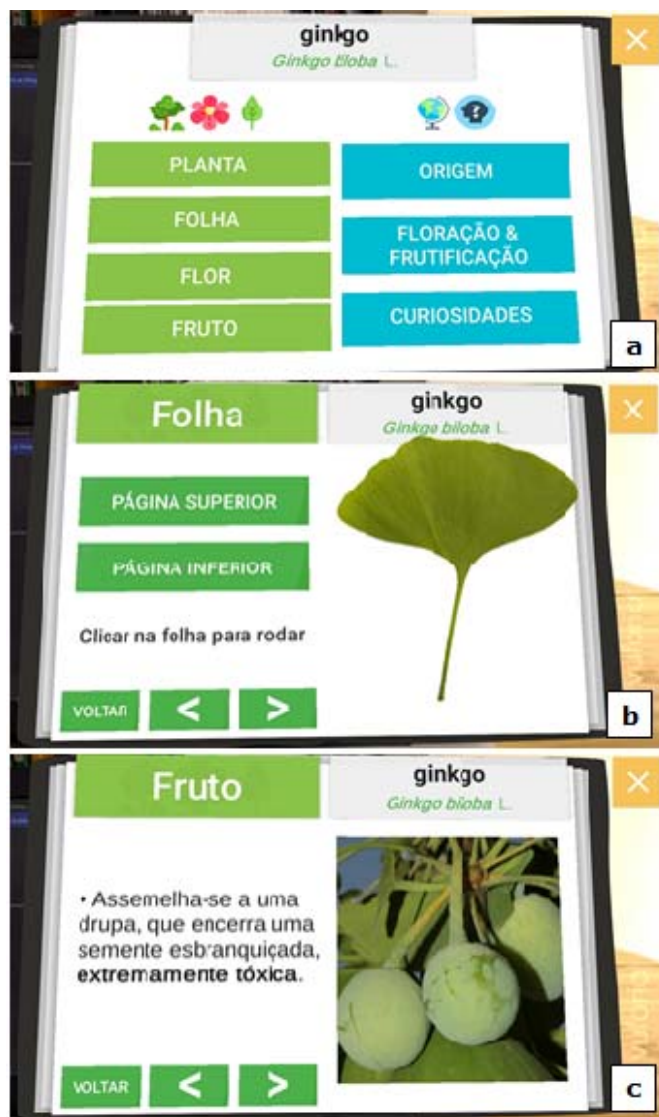 ginkgo
Ginkgo biloba L.
PLANTA
FOLHA
FLOR
FRUTO
ORIGEM
FLORAÇÃO &
FRUTIFICAÇÃO
CURIOSIDADES
a
Folha
ginkgo
Ginkgo biloba L.
PÁGINA SUPERIOR
PÁGINA INFERIOR
Clicar na folha para rodar
VOLTAR
<
>
b
Fruto
ginkgo
Ginkgo biloba L.
• Assemelha-se a uma
drupa, que encerra uma
semente esbranquiçada,
extremamente tóxica.
VOLTAR
<
>
c